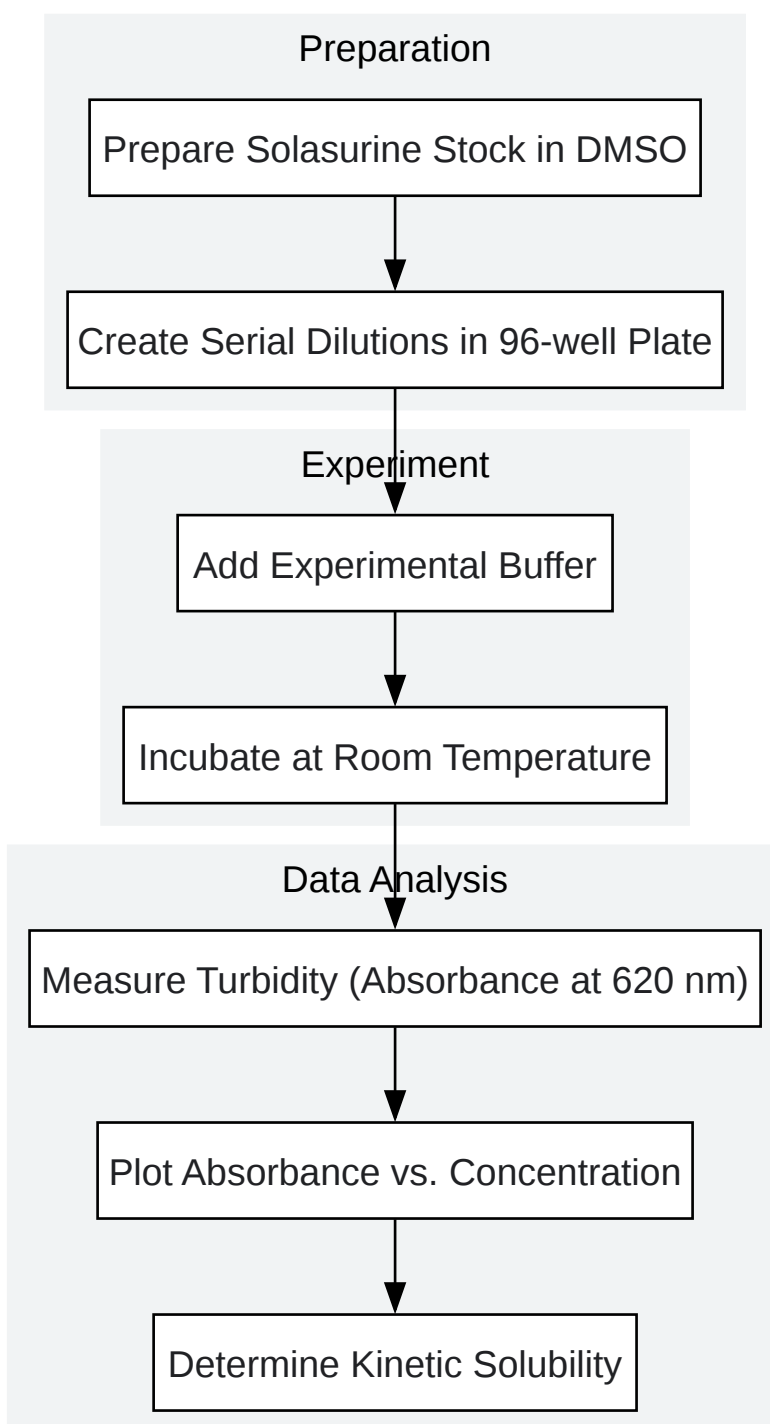 Preparation
Prepare Solasurine Stock in DMSO
Create Serial Dilutions in 96-well Plate
Experiment
Add Experimental Buffer
Incubate at Room Temperature
Data Analysis
Measure Turbidity (Absorbance at 620 nm)
Plot Absorbance vs. Concentration
Determine Kinetic Solubility